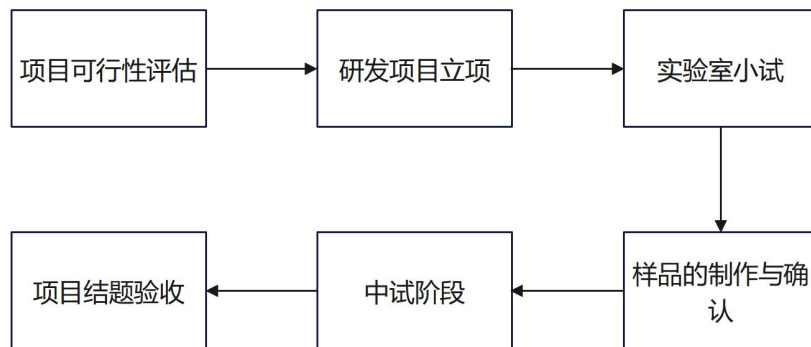 项目可行性评估
研发项目立项
实验室小试
样品的制作与确
认
中试阶段
项目结题验收